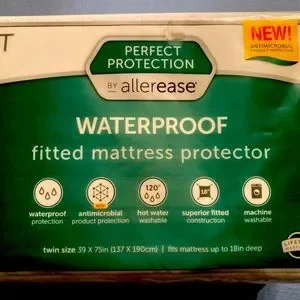 T
PERFECT
PROTECTION
BY allerease®
NEW!
ANTIMICROBIAL
PRODUCT PROTECTION
WATERPROOF
fitted mattress protector
waterproof
protection
NEW
antimicrobial
product protection
120°
hot water
washable
18"
superior fitted
construction
machine
washable
twin size 39 X 75in (137 X 190cm) | fits mattress up to 18in deep